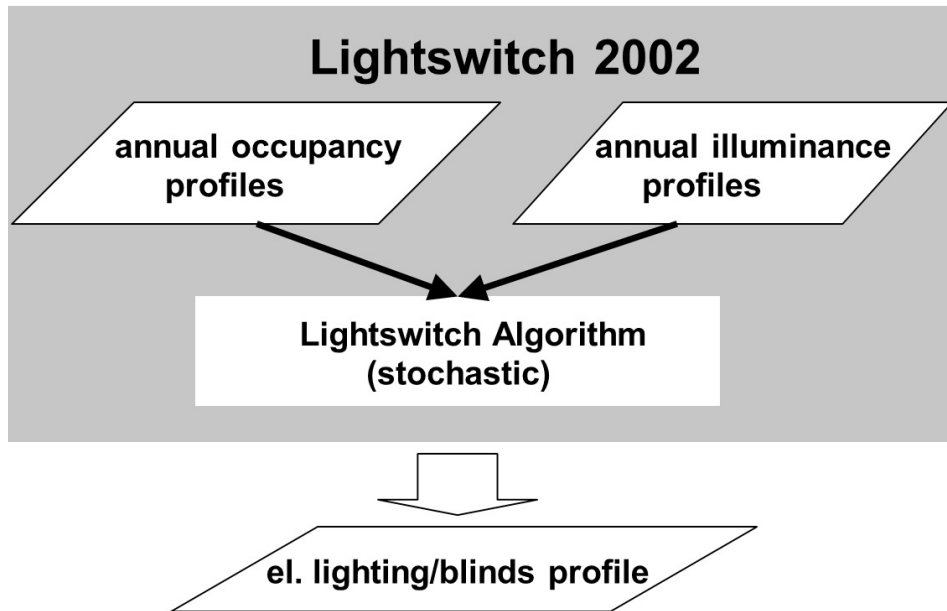 Lightswitch 2002
annual occupancy
profiles
annual illuminance
profiles
Lightswitch Algorithm
(stochastic)
el. lighting/blinds profile